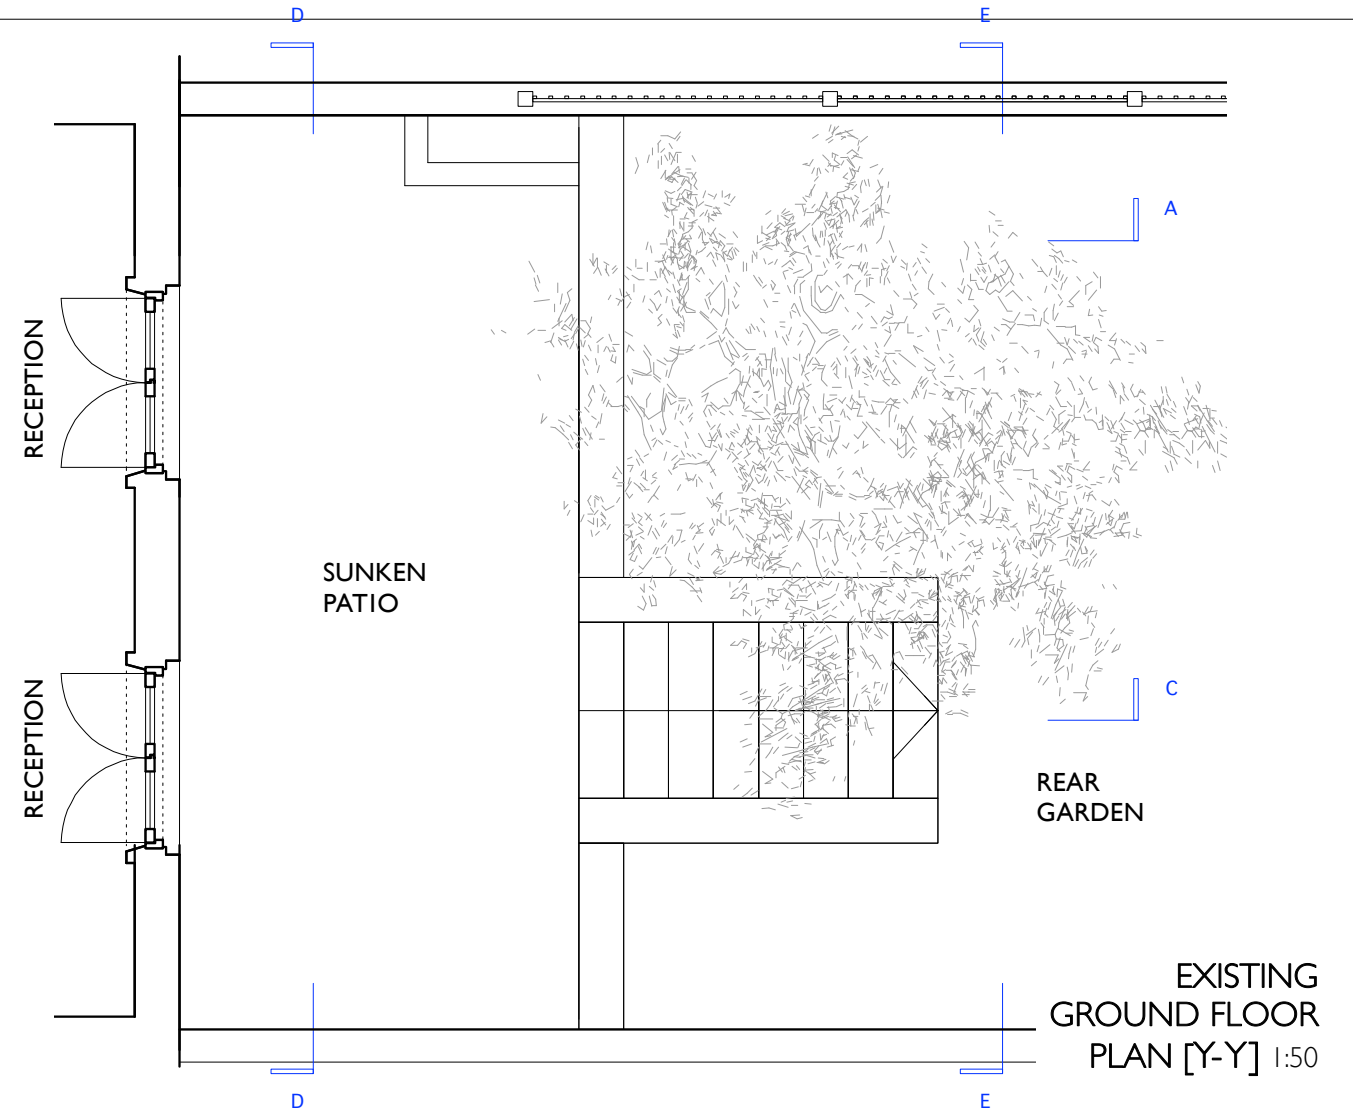 D
E
A
RECEPTION
SUNKEN
PATIO
RECEPTION
C
REAR
GARDEN
EXISTING
GROUND FLOOR
PLAN [Y-Y] 1:50
D
E